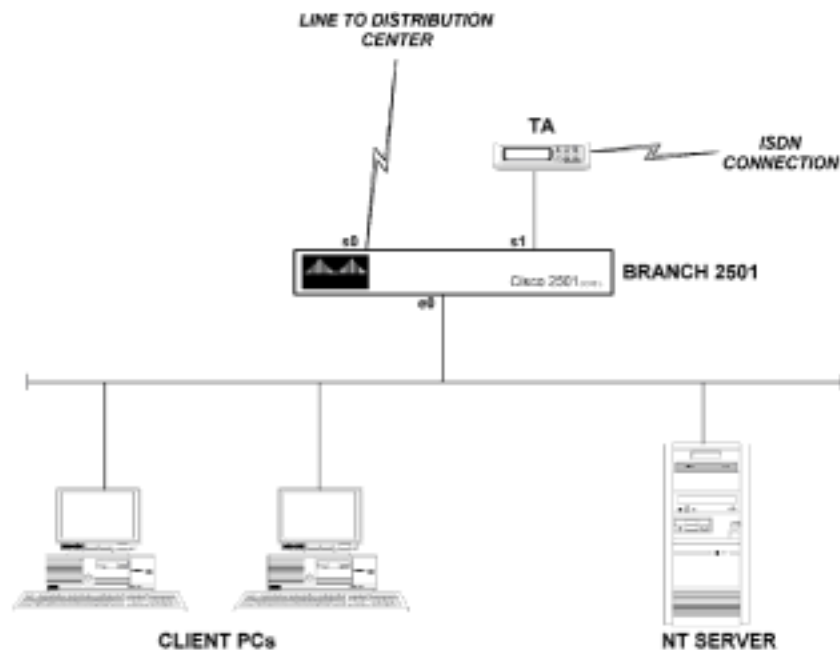 LINE TO DISTRIBUTION
CENTER
TA
ISDN
CONNECTION
s0
s1
BRANCH 2501
Cisco 2501
e0
CLIENT PCs
NT SERVER